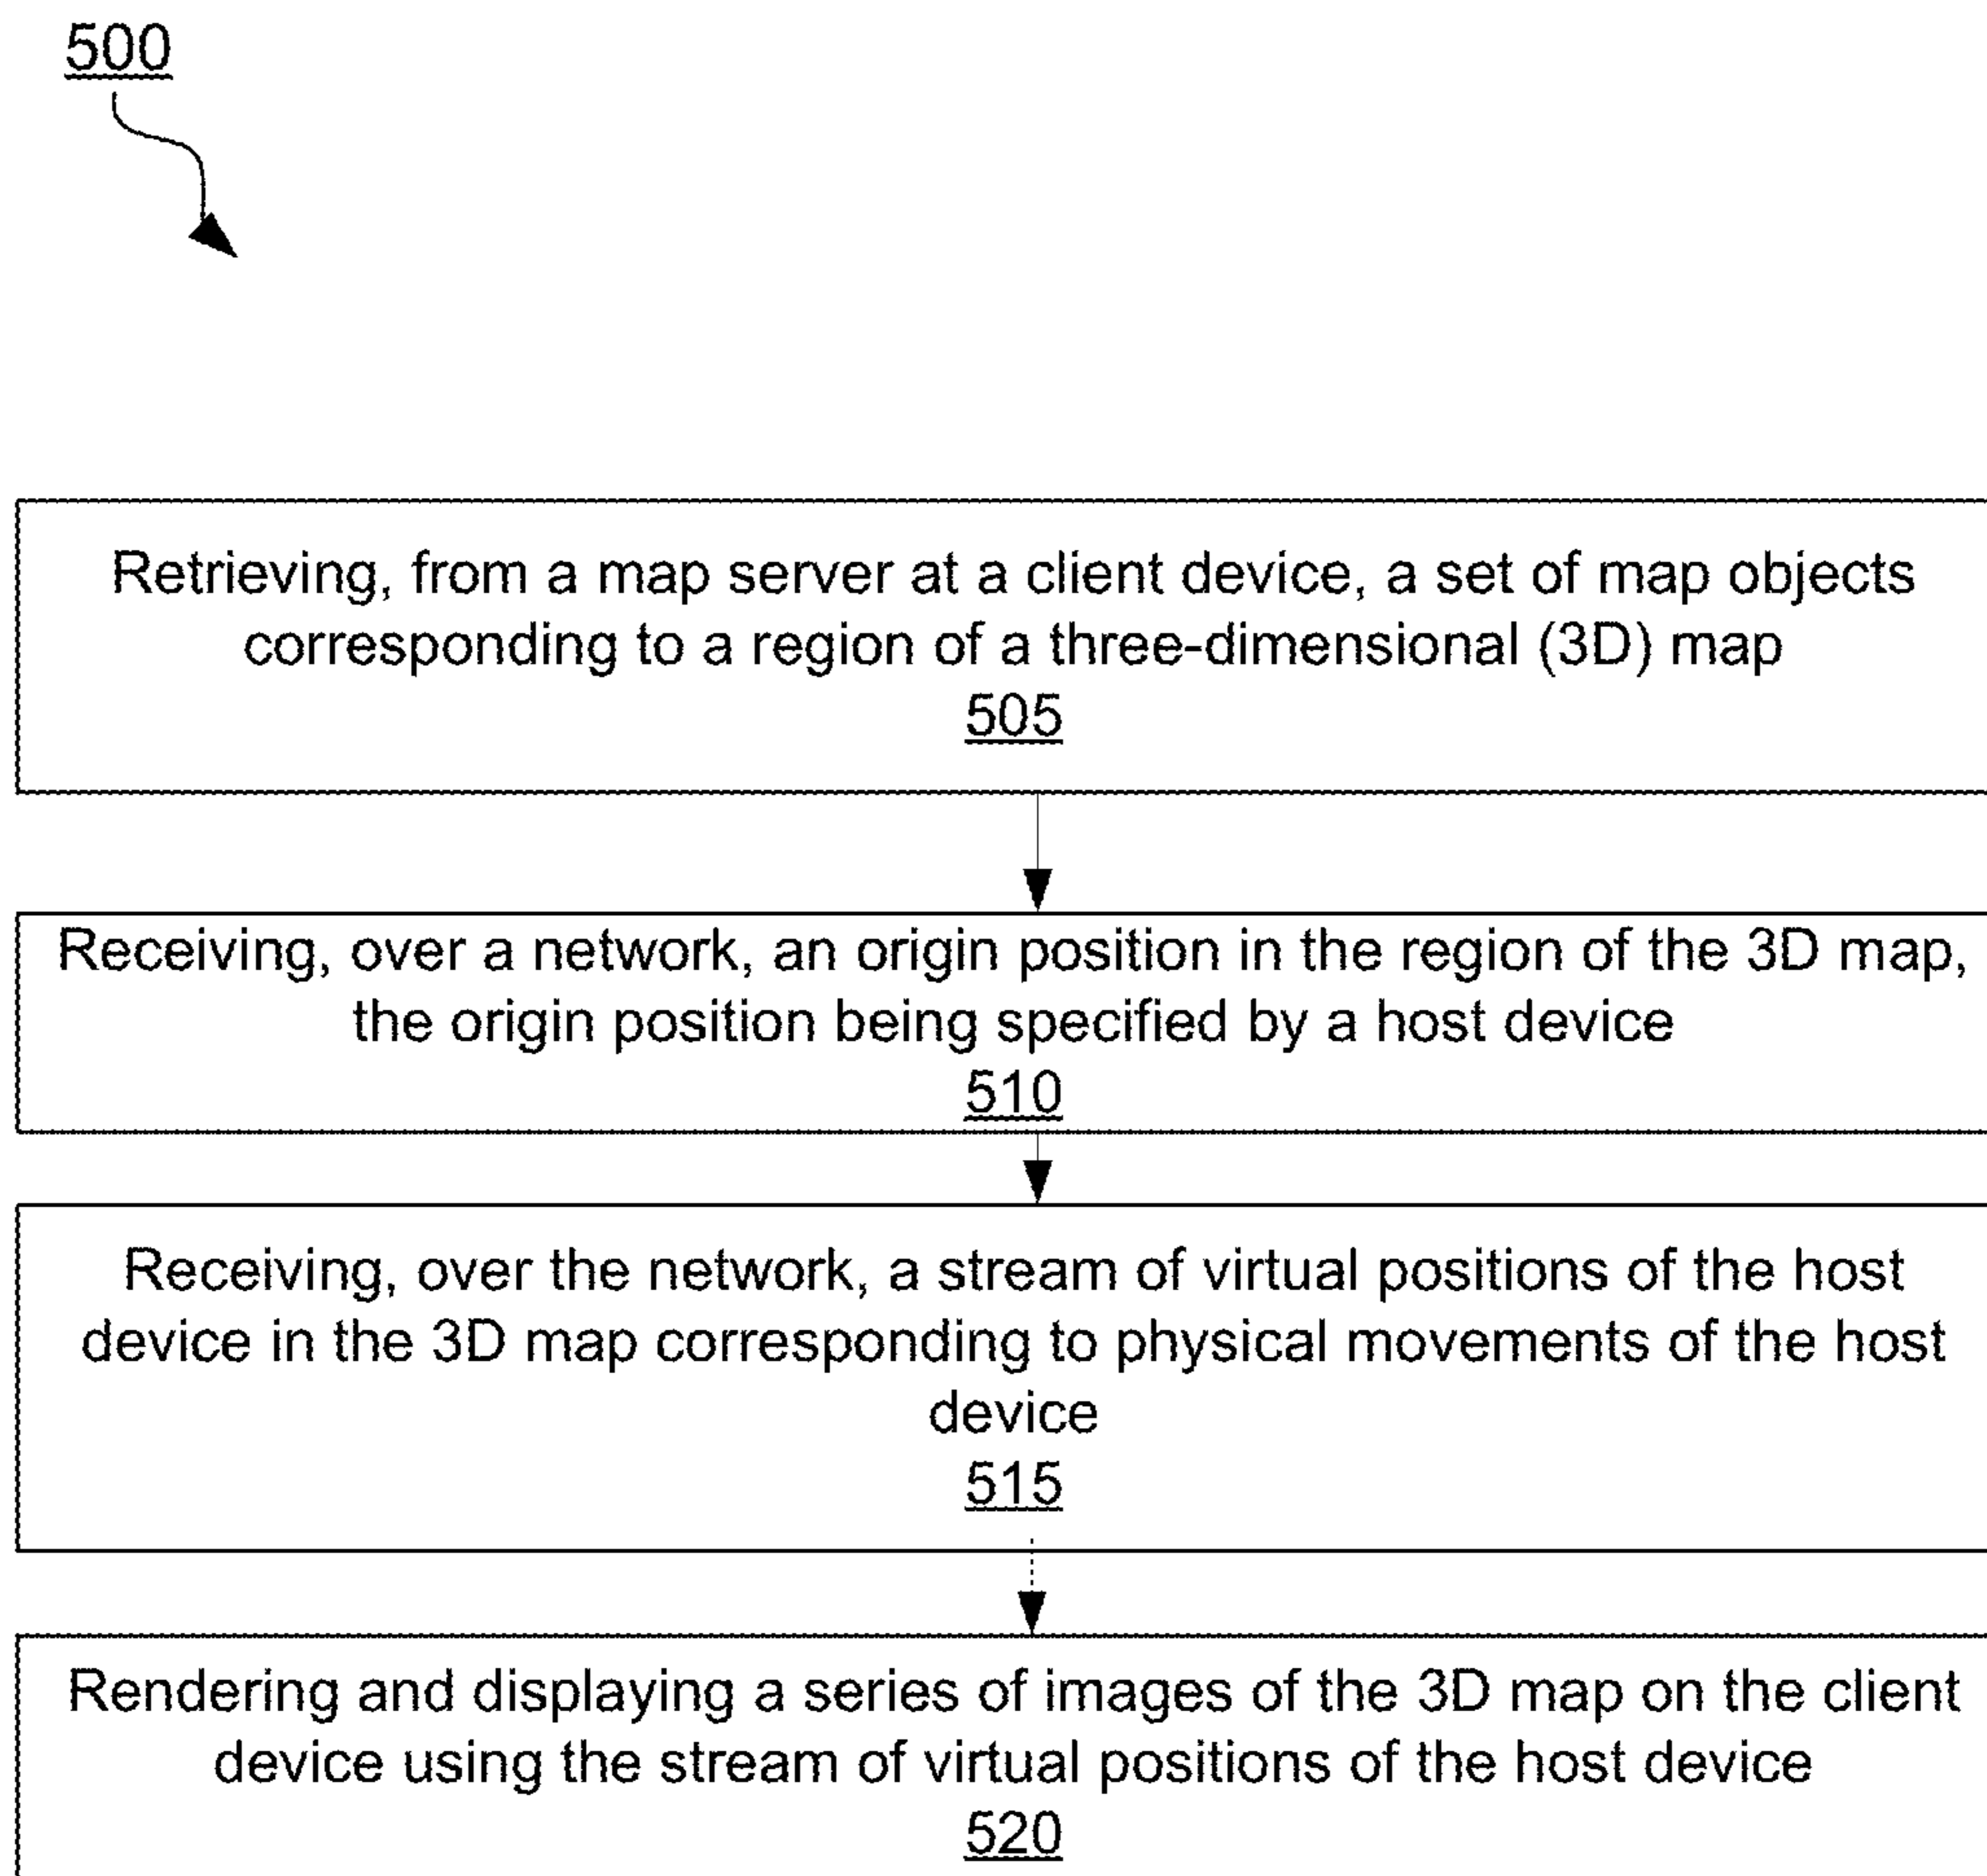 500
Retrieving, from a map server at a client device, a set of map objects
corresponding to a region of a three-dimensional (3D) map
505
Receiving, over a network, an origin position in the region of the 3D map,
the origin position being specified by a host device
510
Receiving, over the network, a stream of virtual positions of the host
device in the 3D map corresponding to physical movements of the host
device
515
Rendering and displaying a series of images of the 3D map on the client
device using the stream of virtual positions of the host device
520